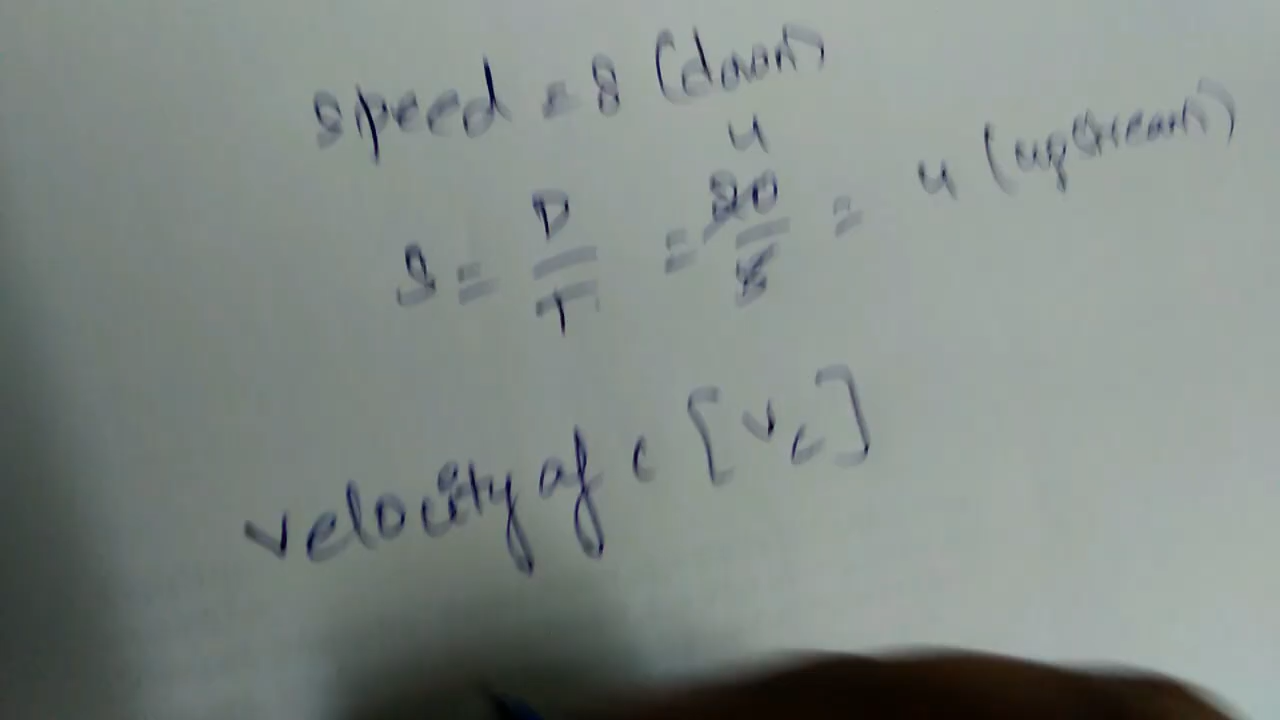 speed = 8 (down)
4
S = D/T = 20/5 = 4 (upstream)
velocity of c [vc]